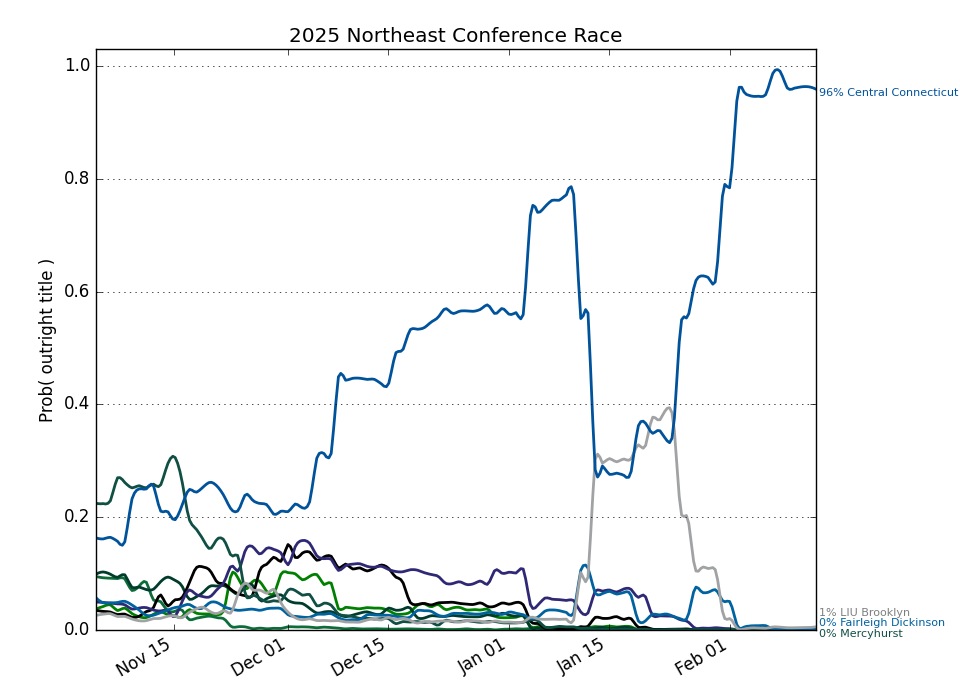 2025 Northeast Conference Race
Prob( outright title )
1.0
0.8
0.6
0.4
0.2
0.0
96% Central Connecticut
1% LIU Brooklyn
0% Fairleigh Dickinson
0% Mercyhurst
Nov 15
Dec 01
Dec 15
Jan 01
Jan 15
Feb 01